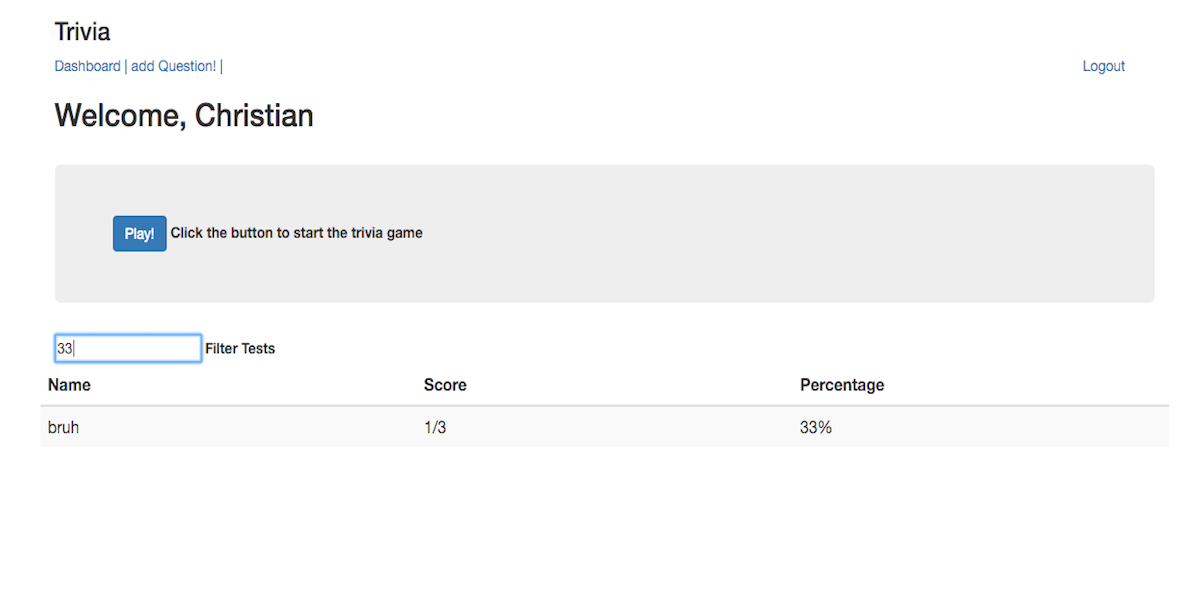 Trivia
Dashboard | add Question! | Logout
Welcome, Christian
Play! Click the button to start the trivia game
33 Filter Tests
Name Score Percentage
bruh 1/3 33%